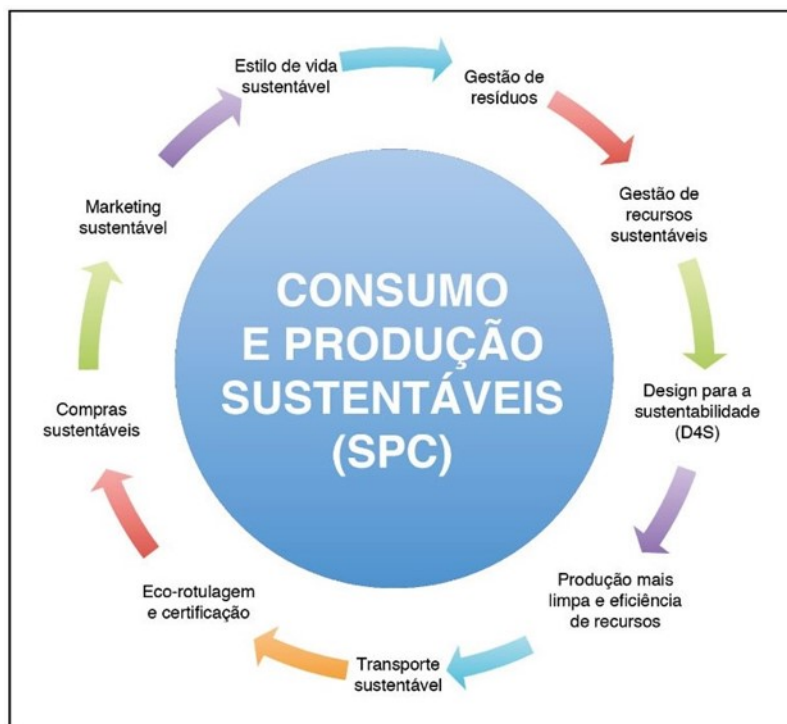 Estilo de vida
sustentável
Gestão de
resíduos
Gestão de
recursos
sustentáveis
Design para a
sustentabilidade
(D4S)
Produção mais
limpa e eficiência
de recursos
Transporte
sustentável
Eco-rotulagem
e certificação
Compras
sustentáveis
Marketing
sustentável
CONSUMO
E PRODUÇÃO
SUSTENTÁVEIS
(SPC)